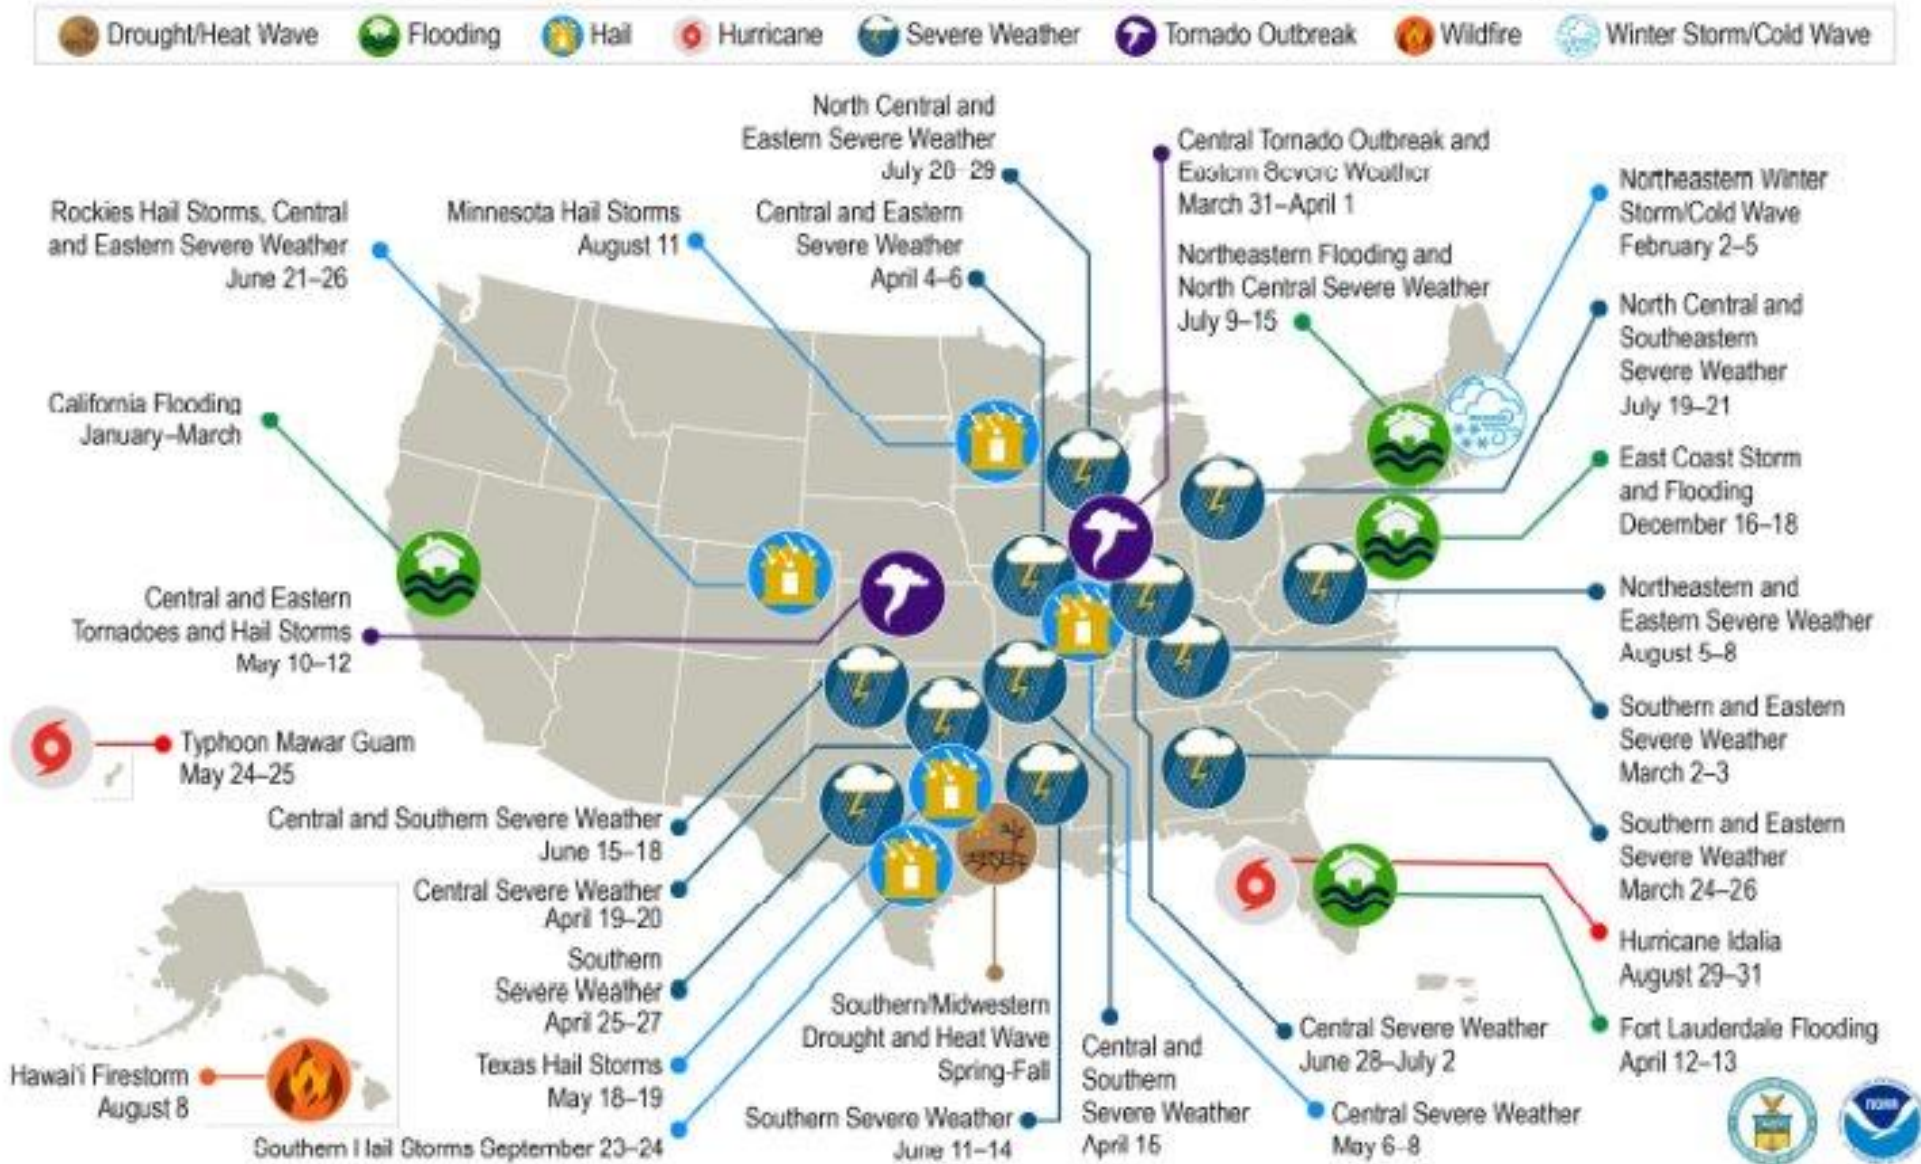 Drought/Heat Wave Flooding Hail Hurricane Severe Weather Tornado Outbreak Wildfire Winter Storm/Cold Wave
North Central and
Eastern Severe Weather
July 28–29
Central Tornado Outbreak and
Eastern Severe Weather
March 31–April 1
Northeastern Winter
Storm/Cold Wave
February 2–5
Rockies Hail Storms, Central
and Eastern Severe Weather
June 21–26
Minnesota Hail Storms
August 11
Central and Eastern
Severe Weather
April 4–6
Northeastern Flooding and
North Central Severe Weather
July 9–15
North Central and
Southeastern
Severe Weather
July 19–21
California Flooding
January–March
East Coast Storm
and Flooding
December 16–18
Central and Eastern
Tornadoes and Hail Storms
May 10–12
Northeastern and
Eastern Severe Weather
August 5–8
Typhoon Mawar Guam
May 24–25
Southern and Eastern
Severe Weather
March 2–3
Central and Southern Severe Weather
June 15–18
Southern and Eastern
Severe Weather
March 24–26
Central Severe Weather
April 19–20
Hurricane Idalia
August 29–31
Southern
Severe Weather
April 25–27
Southern/Midwestern
Drought and Heat Wave
Spring-Fall
Central and
Southern
Severe Weather
April 15
Central Severe Weather
June 28–July 2
Fort Lauderdale Flooding
April 12–13
Hawai'i Firestorm
August 8
Texas Hail Storms
May 18–19
Southern Severe Weather
June 11–14
Central Severe Weather
May 6–8
Southern Hail Storms September 23–24
NOAA